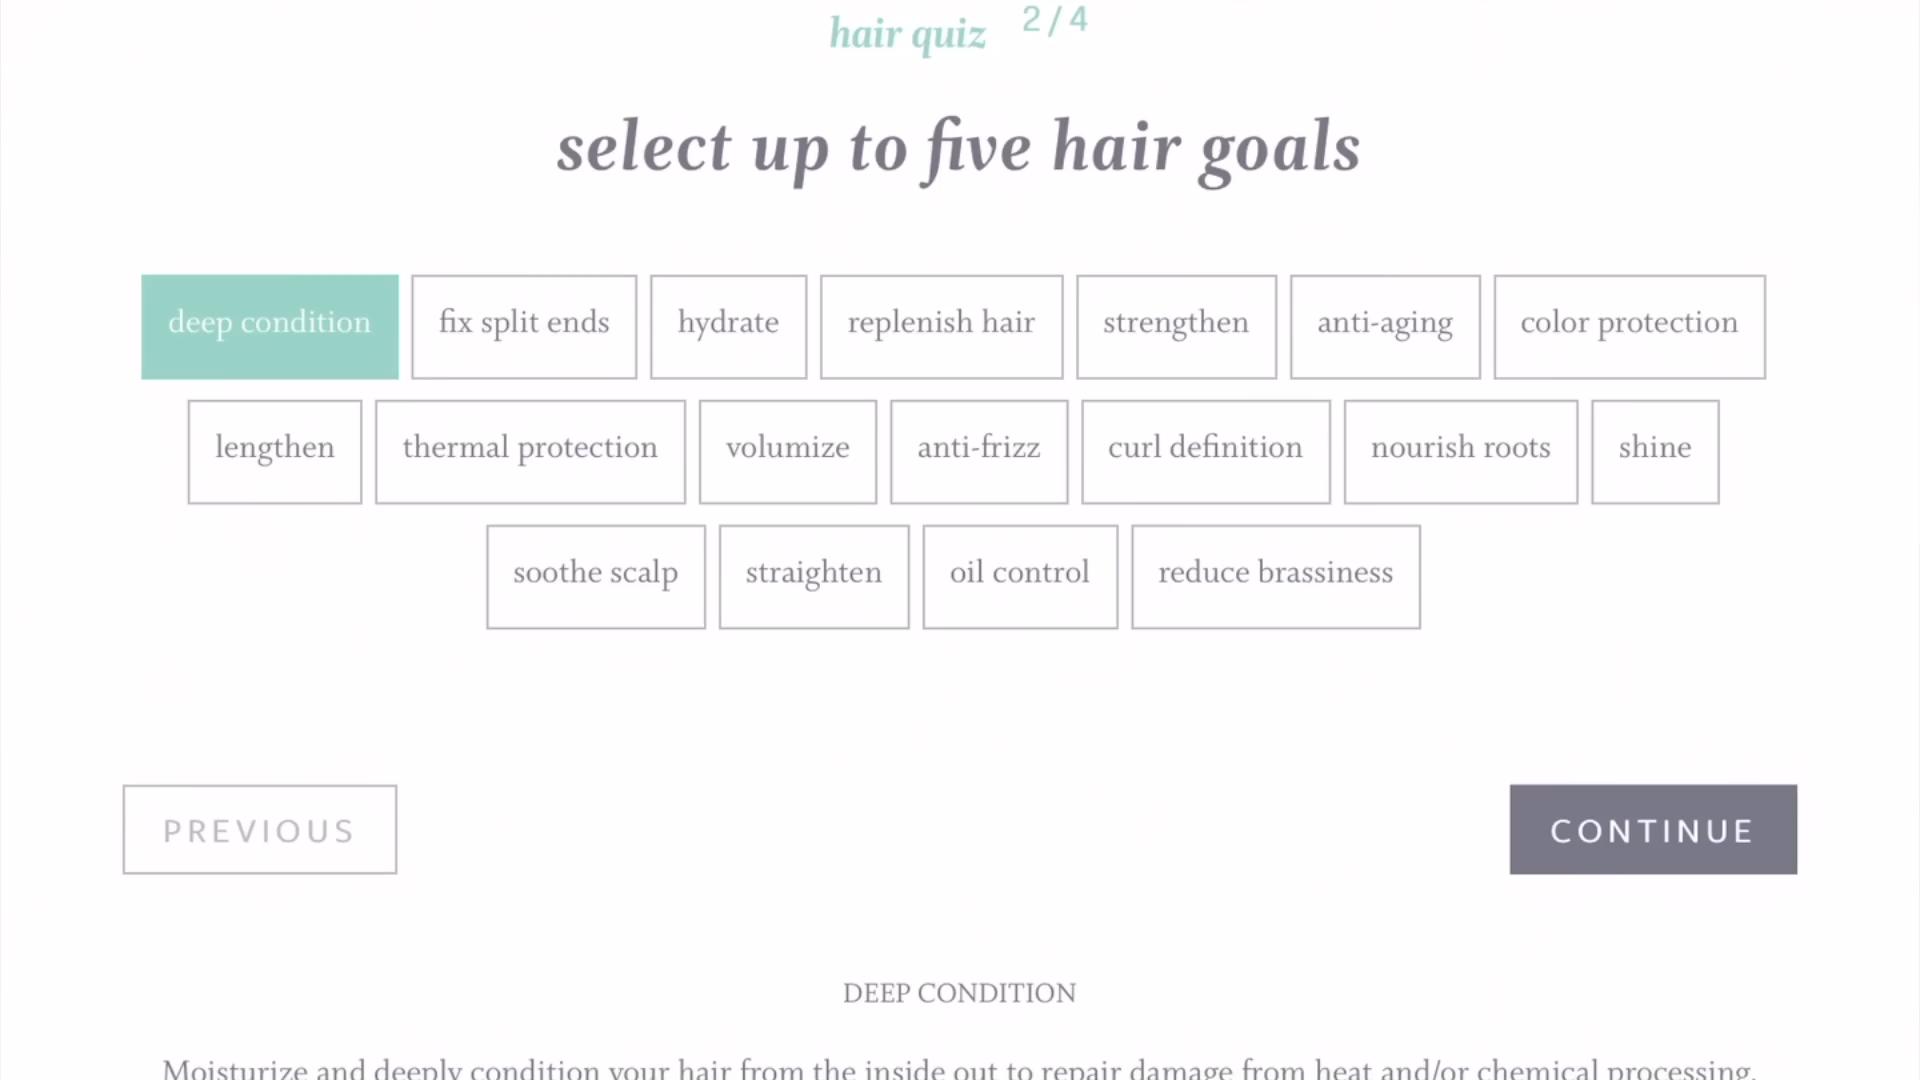 hair quiz 2 / 4
select up to five hair goals
deep condition fix split ends hydrate replenish hair strengthen anti-aging color protection
lengthen thermal protection volumize anti-frizz curl definition nourish roots shine
soothe scalp straighten oil control reduce brassiness
PREVIOUS CONTINUE
DEEP CONDITION
Moisturize and deeply condition your hair from the inside out to repair damage from heat and/or chemical processing.